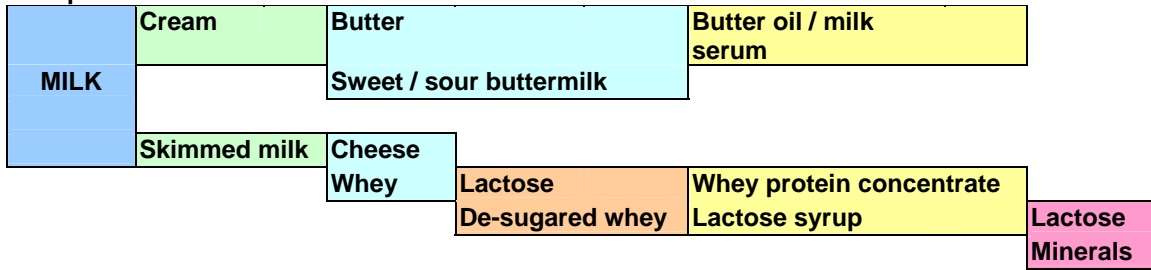 Cream Butter Butter oil / milk
serum
MILK Sweet / sour buttermilk
Skimmed milk Cheese
Whey Lactose Whey protein concentrate
De-sugared whey Lactose syrup Lactose
Minerals